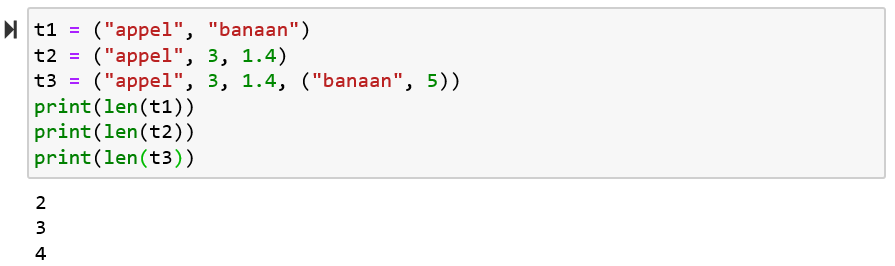 t1 = ("appel", "banaan")
t2 = ("appel", 3, 1.4)
t3 = ("appel", 3, 1.4, ("banaan", 5))
print(len(t1))
print(len(t2))
print(len(t3))
2
3
4